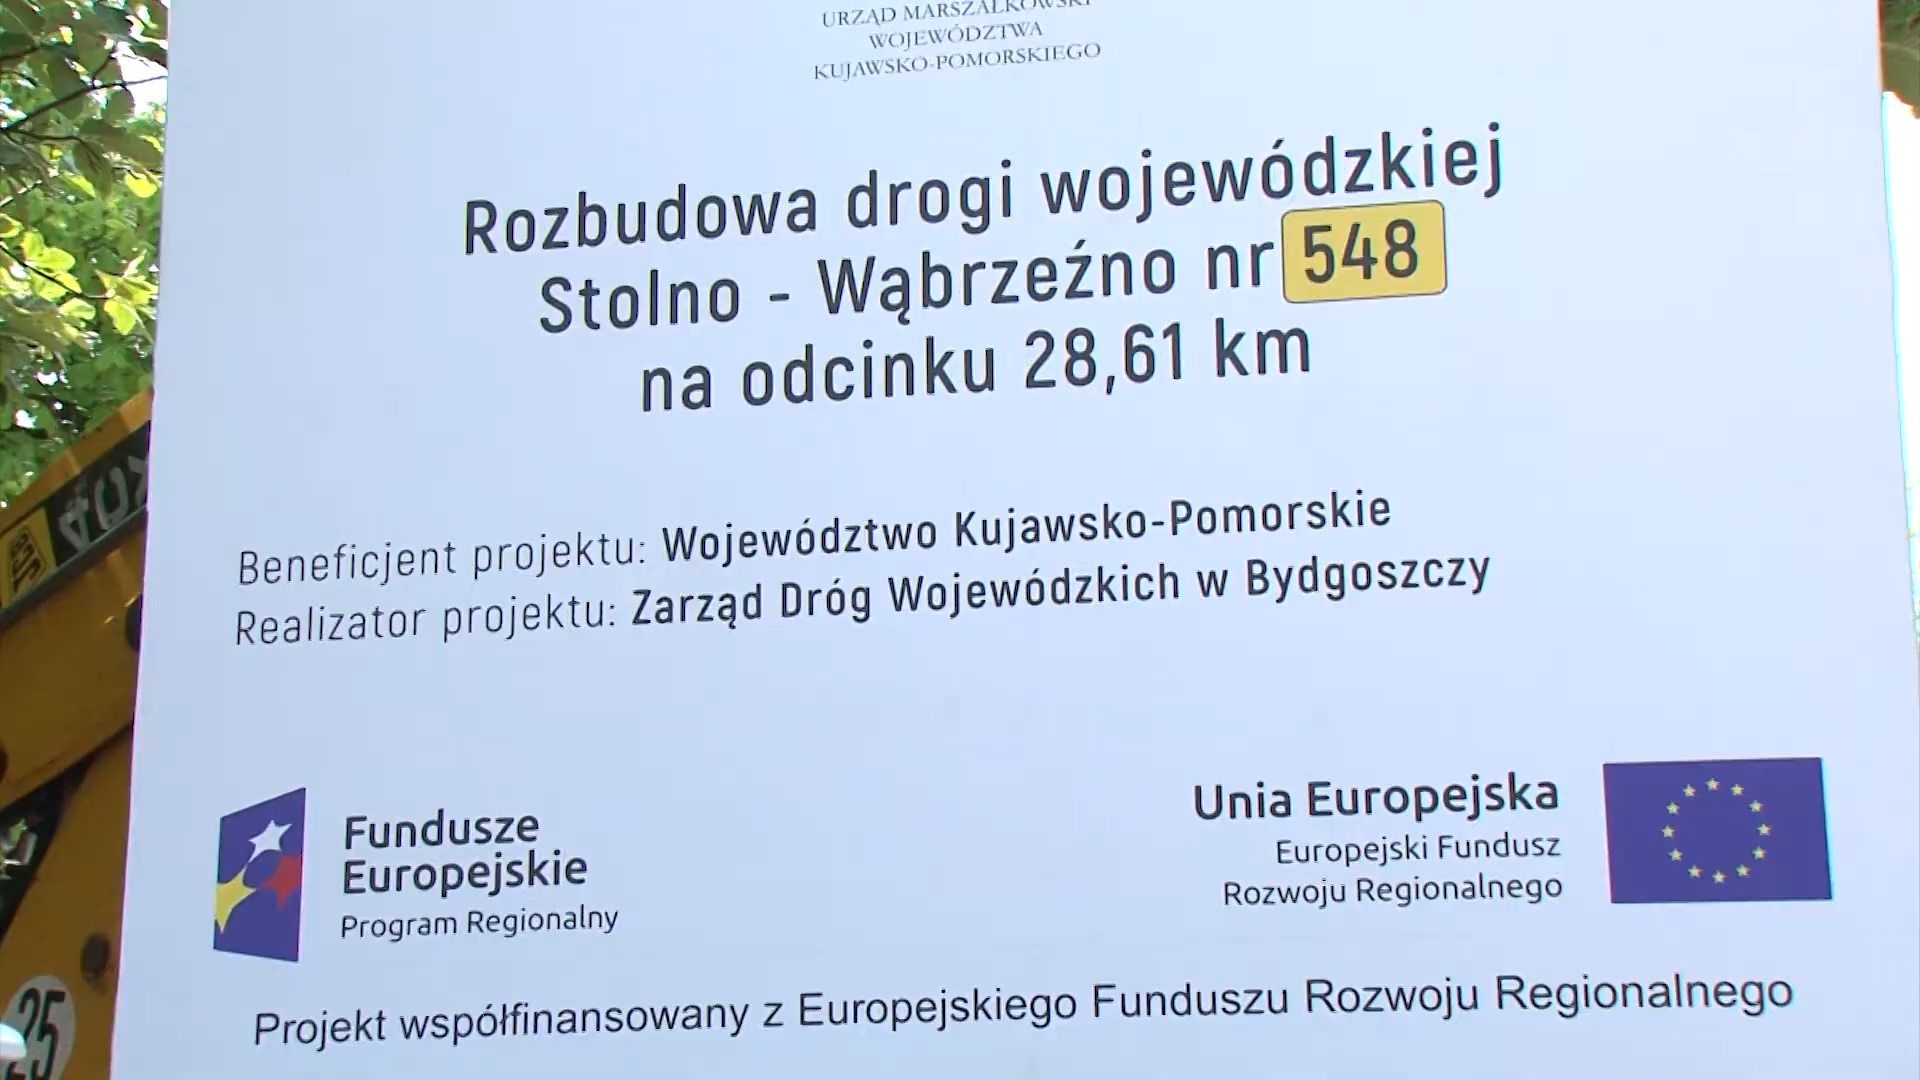 URZĄD MARSZAŁKOWSKI
WOJEWÓDZTWA
KUJAWSKO-POMORSKIEGO
Rozbudowa drogi wojewódzkiej
Stolno - Wąbrzeźno nr 548
na odcinku 28,61 km
Beneficjent projektu: Województwo Kujawsko-Pomorskie
Realizator projektu: Zarząd Dróg Wojewódzkich w Bydgoszczy
Fundusze
Europejskie
Program Regionalny
Unia Europejska
Europejski Fundusz
Rozwoju Regionalnego
Projekt współfinansowany z Europejskiego Funduszu Rozwoju Regionalnego
25